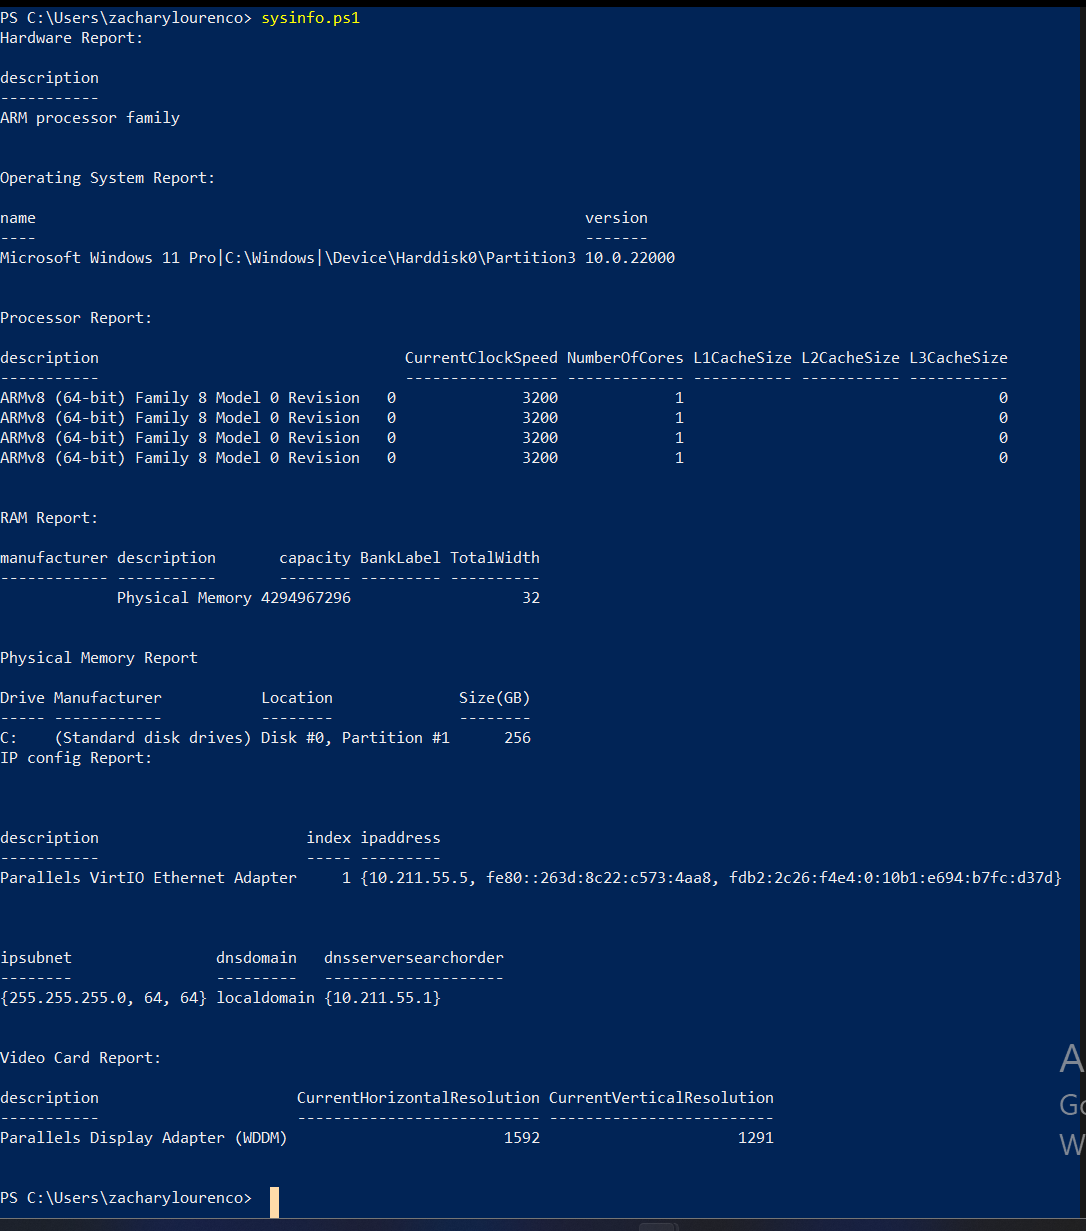 PS C:\Users\zacharylourenco> sysinfo.ps1
Hardware Report:
description
-----------
ARM processor family
Operating System Report:
name                                                             version
----                                                             -------
Microsoft Windows 11 Pro|C:\Windows|\Device\Harddisk0\Partition3 10.0.22000
Processor Report:
description                                  CurrentClockSpeed NumberOfCores L1CacheSize L2CacheSize L3CacheSize
-----------                                  ----------------- ------------- ----------- ----------- -----------
ARMv8 (64-bit) Family 8 Model 0 Revision   0              3200             1                                   0
ARMv8 (64-bit) Family 8 Model 0 Revision   0              3200             1                                   0
ARMv8 (64-bit) Family 8 Model 0 Revision   0              3200             1                                   0
ARMv8 (64-bit) Family 8 Model 0 Revision   0              3200             1                                   0
RAM Report:
manufacturer description       capacity BankLabel TotalWidth
------------ -----------       -------- --------- ----------
             Physical Memory 4294967296                   32
Physical Memory Report
Drive Manufacturer           Location              Size(GB)
----- ------------           --------              --------
C:    (Standard disk drives) Disk #0, Partition #1      256
IP config Report:
description                       index ipaddress
-----------                       ----- ---------
Parallels VirtIO Ethernet Adapter     1 {10.211.55.5, fe80::263d:8c22:c573:4aa8, fdb2:2c26:f4e4:0:10b1:e694:b7fc:d37d}
ipsubnet                dnsdomain   dnsserversearchorder
--------                ---------   --------------------
{255.255.255.0, 64, 64} localdomain {10.211.55.1}
Video Card Report:
description                      CurrentHorizontalResolution CurrentVerticalResolution
-----------                      --------------------------- -------------------------
Parallels Display Adapter (WDDM)                        1592                      1291
PS C:\Users\zacharylourenco>